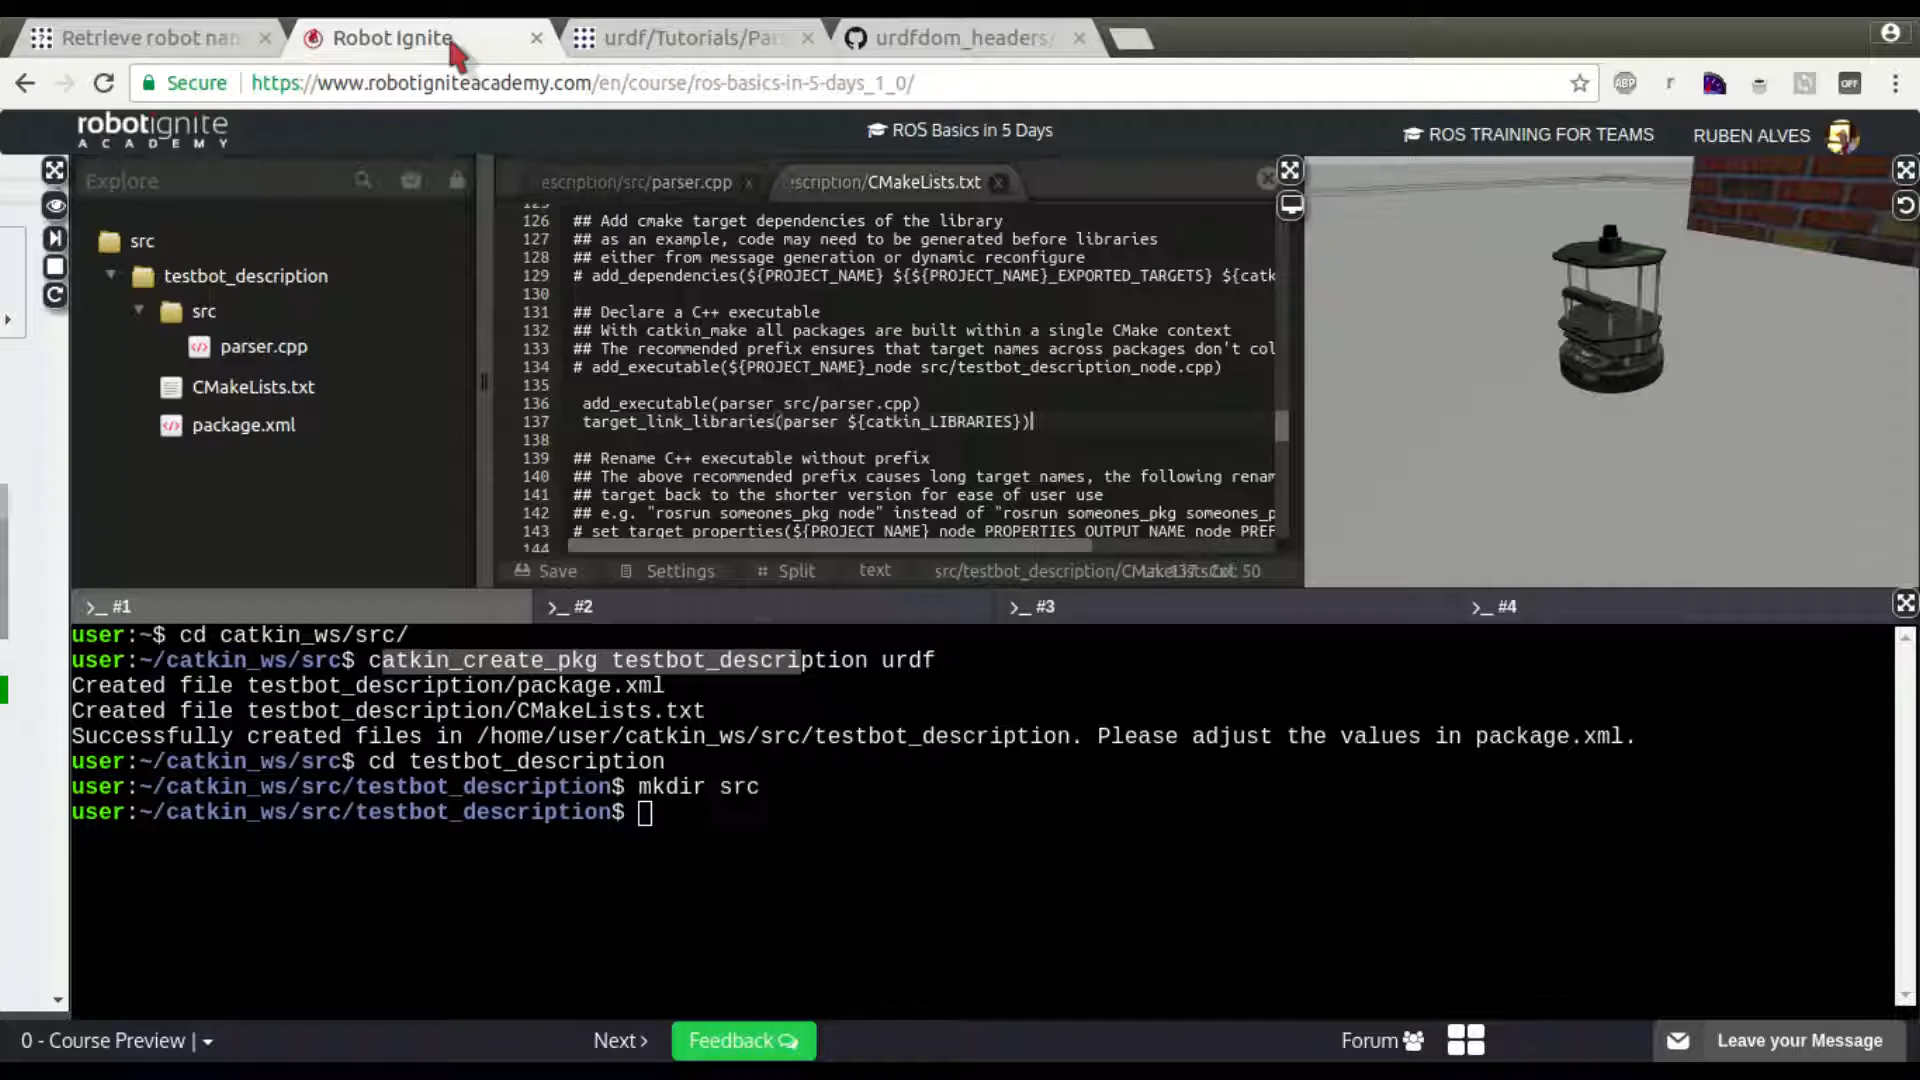 Retrieve robot nam
Robot Ignite
urdf/Tutorials/Par
urdfdom_headers/
Secure
https://www.robotigniteacademy.com/en/course/ros-basics-in-5-days_1_0/
ABP
r
OFF
robotignite
ACADEMY
ROS Basics in 5 Days
ROS TRAINING FOR TEAMS
RUBEN ALVES
Explore
src
testbot_description
src
parser.cpp
CMakeLists.txt
package.xml
escription/src/parser.cpp
scription/CMakeLists.txt
125
126 ## Add cmake target dependencies of the library
127 ## as an example, code may need to be generated before libraries
128 ## either from message generation or dynamic reconfigure
129 # add_dependencies(${PROJECT_NAME} ${${PROJECT_NAME}_EXPORTED_TARGETS} ${catk
130
131 ## Declare a C++ executable
132 ## With catkin_make all packages are built within a single CMake context
133 ## The recommended prefix ensures that target names across packages don't col
134 # add_executable(${PROJECT_NAME}_node src/testbot_description_node.cpp)
135
136 add_executable(parser src/parser.cpp)
137 target_link_libraries(parser ${catkin_LIBRARIES})
138
139 ## Rename C++ executable without prefix
140 ## The above recommended prefix causes long target names, the following renam
141 ## target back to the shorter version for ease of user use
142 ## e.g. "rosrun someones_pkg node" instead of "rosrun someones_pkg someones_p
143 # set_target_properties(${PROJECT_NAME}_node PROPERTIES OUTPUT_NAME node PREF
144
Save
Settings
Split
text
src/testbot_description/CMakeLists.txt
>_ #1
>_ #2
>_ #3
>_ #4
user:~$ cd catkin_ws/src/
user:~/catkin_ws/src$ catkin_create_pkg testbot_description urdf
Created file testbot_description/package.xml
Created file testbot_description/CMakeLists.txt
Successfully created files in /home/user/catkin_ws/src/testbot_description. Please adjust the values in package.xml.
user:~/catkin_ws/src$ cd testbot_description
user:~/catkin_ws/src/testbot_description$ mkdir src
user:~/catkin_ws/src/testbot_description$
0 - Course Preview |
Next
Feedback
Forum
Leave your Message